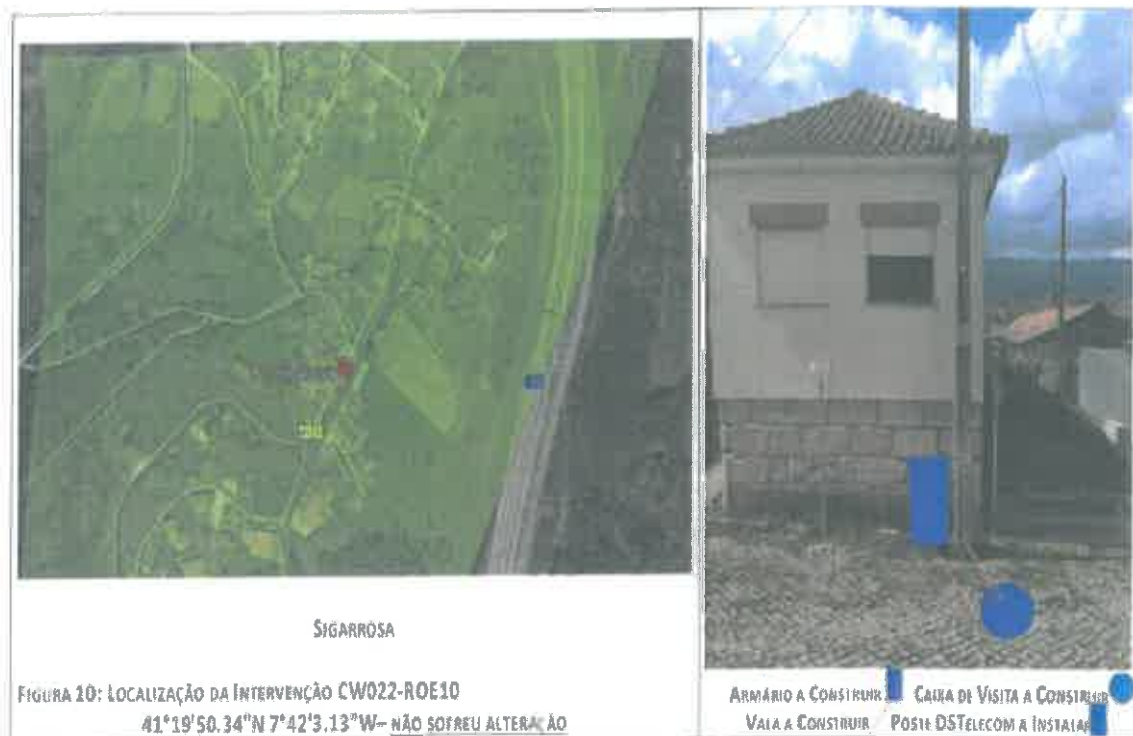 SIGARROSA
FIGURA 10: LOCALIZAÇÃO DA INTERVENÇÃO CW022-ROE10
41°19'50.34"N 7°42'3.13"W– NÃO SOFREU ALTERAÇÃO
ARMÁRIO A CONSTRUIR CAIXA DE VISITA A CONSTRUIR
VALA A CONSTRUIR POSTE DSTELECOM A INSTALAR